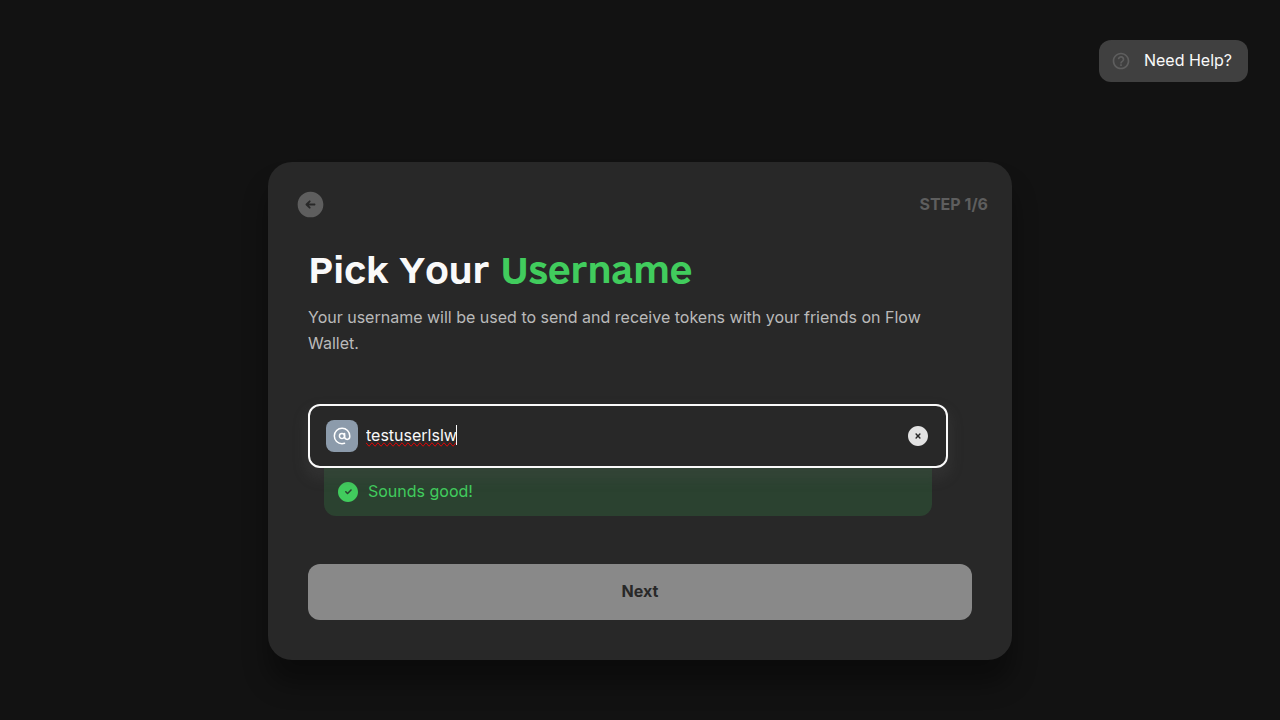 Need Help?
STEP 1/6
Pick Your Username
Your username will be used to send and receive tokens with your friends on Flow
Wallet.
@ testuserlslw
Sounds good!
Next